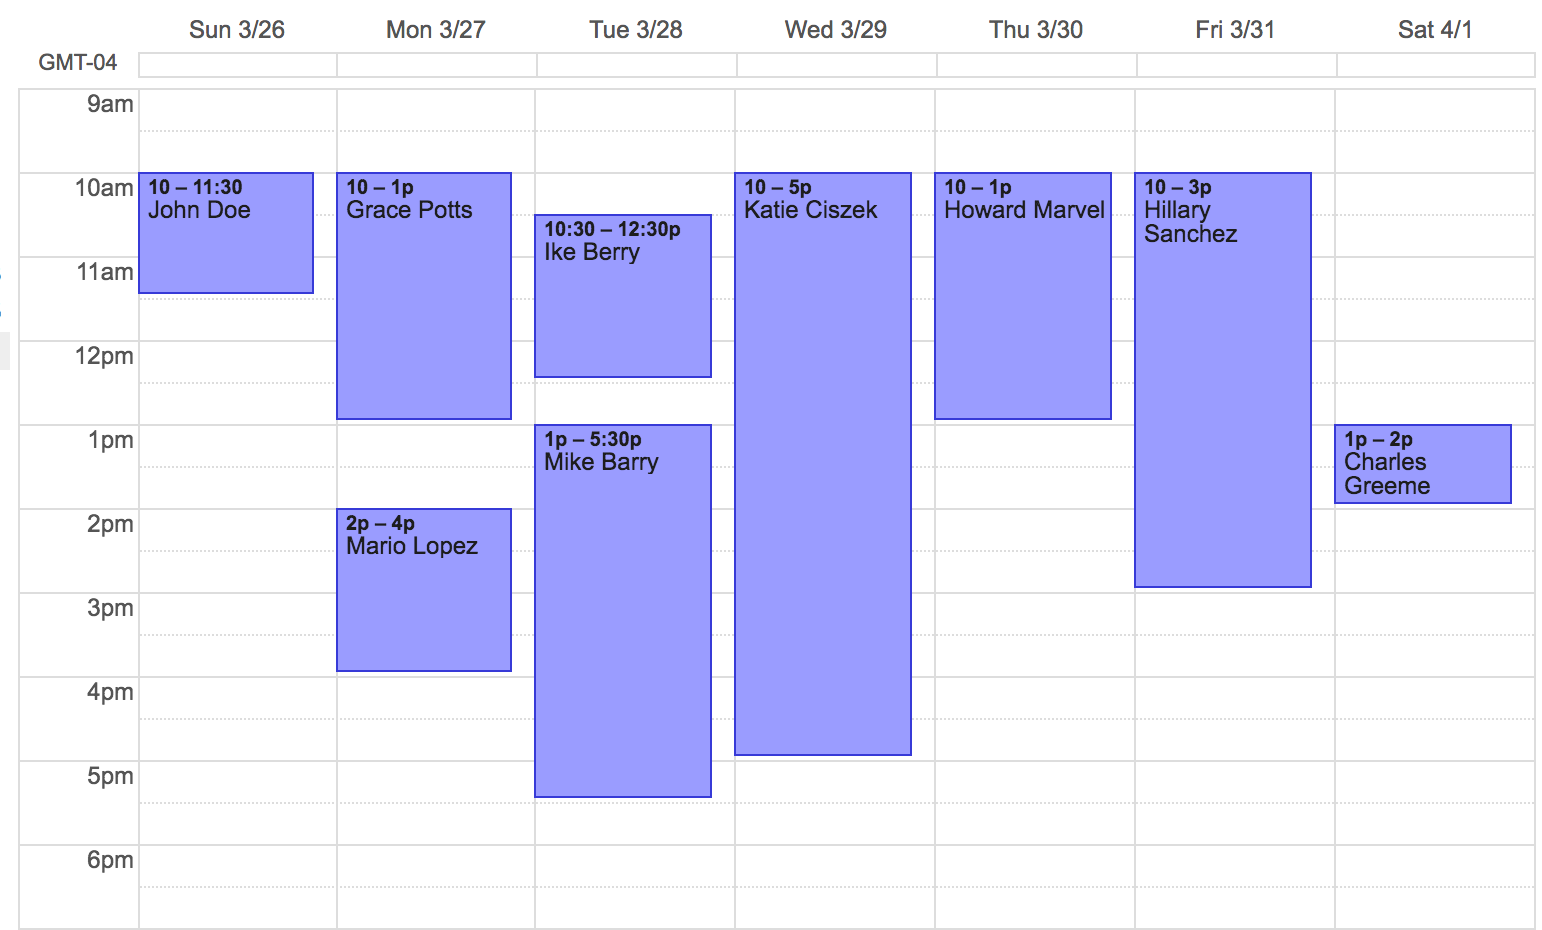 Sun 3/26
Mon 3/27
Tue 3/28
Wed 3/29
Thu 3/30
Fri 3/31
Sat 4/1
GMT-04
9am
10am
11am
12pm
1pm
2pm
3pm
4pm
5pm
6pm
10 – 11:30
John Doe
10 – 1p
Grace Potts
2p – 4p
Mario Lopez
10:30 – 12:30p
Ike Berry
1p – 5:30p
Mike Barry
10 – 5p
Katie Ciszek
10 – 1p
Howard Marvel
10 – 3p
Hillary
Sanchez
1p – 2p
Charles
Greeme